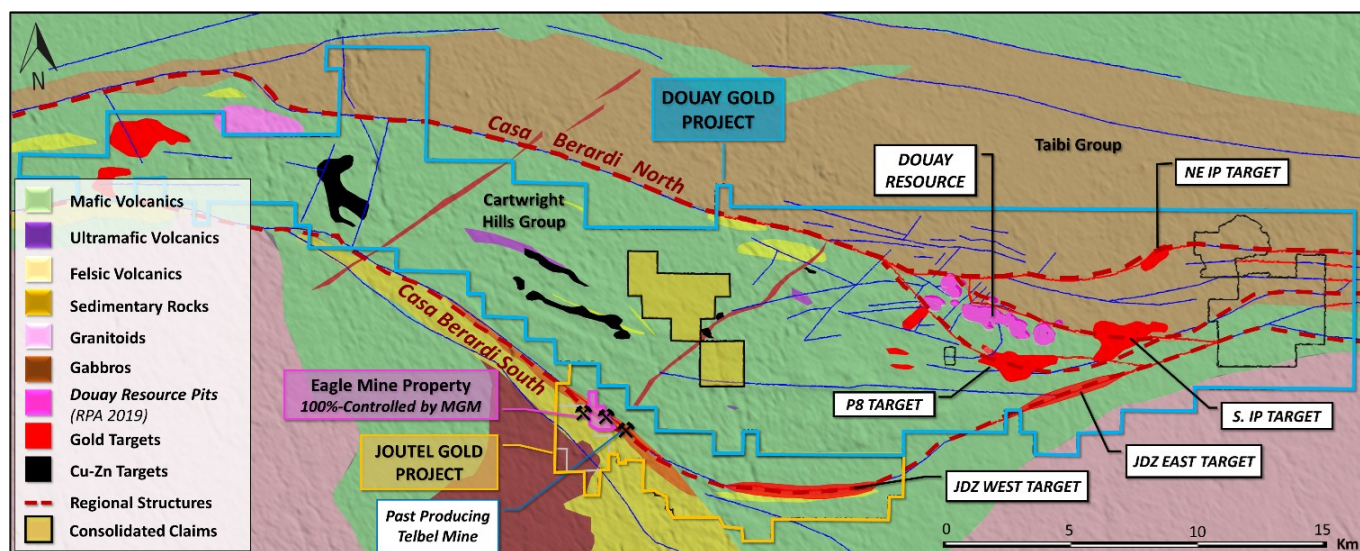 N
DOUAY GOLD
PROJECT
Casa Berardi North
Taibi Group
DOUAY
RESOURCE
NE IP TARGET
Cartwright
Hills Group
Mafic Volcanics
Ultramafic Volcanics
Felsic Volcanics
Sedimentary Rocks
Granitoids
Gabbros
Douay Resource Pits
(RPA 2019)
Gold Targets
Cu-Zn Targets
Regional Structures
Consolidated Claims
Casa Berardi South
Eagle Mine Property
100%-Controlled by MGM
JOUTEL GOLD
PROJECT
Past Producing
Telbel Mine
P8 TARGET
S. IP TARGET
JDZ EAST TARGET
JDZ WEST TARGET
0 5 10 15
Km